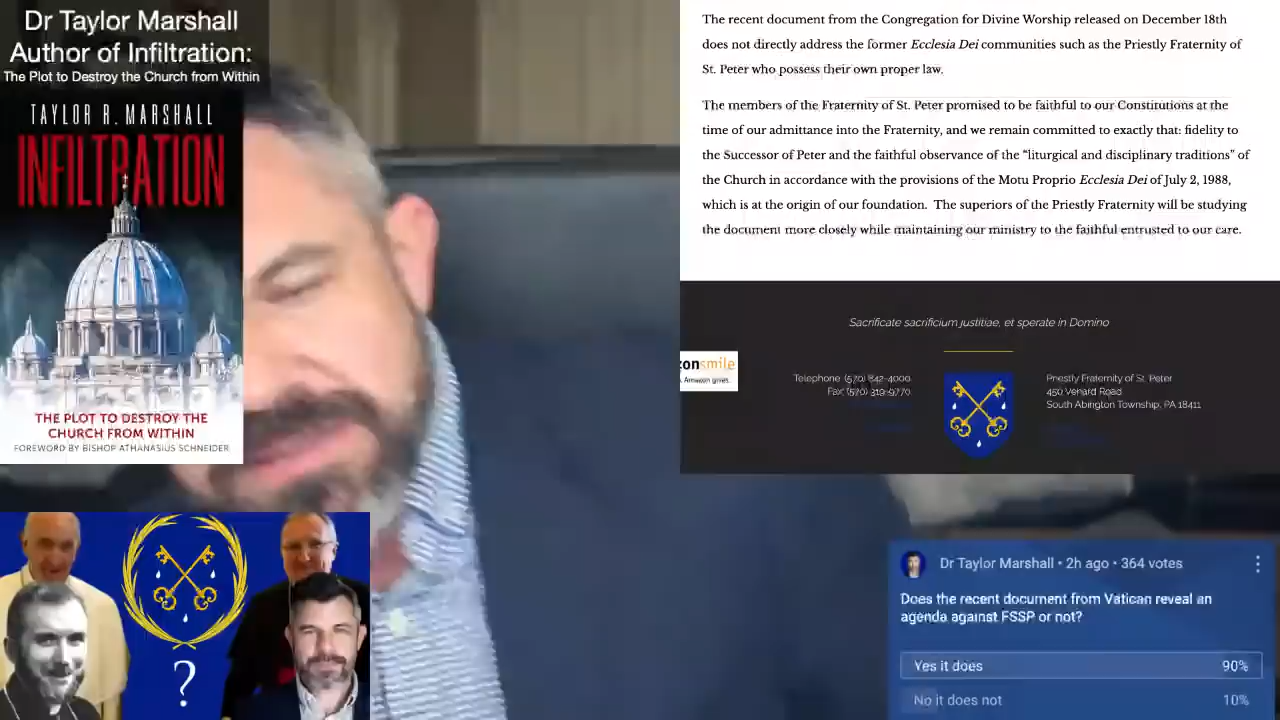 Dr Taylor Marshall
Author of Infiltration:
The Plot to Destroy the Church from Within
TAYLOR R. MARSHALL
INFILTRATION
THE PLOT TO DESTROY THE
CHURCH FROM WITHIN
FOREWORD BY BISHOP ATHANASIUS SCHNEIDER
?
The recent document from the Congregation for Divine Worship released on December 18th
does not directly address the former Ecclesia Dei communities such as the Priestly Fraternity of
St. Peter who possess their own proper law.
The members of the Fraternity of St. Peter promised to be faithful to our Constitutions at the
time of our admittance into the Fraternity, and we remain committed to exactly that: fidelity to
the Successor of Peter and the faithful observance of the “liturgical and disciplinary traditions” of
the Church in accordance with the provisions of the Motu Proprio Ecclesia Dei of July 2, 1988,
which is at the origin of our foundation. The superiors of the Priestly Fraternity will be studying
the document more closely while maintaining our ministry to the faithful entrusted to our care.
Sacrificate sacrificium justitiae, et sperate in Domino
onsmile
Amazon gives.
Telephone: (570) 842-4000
Fax: (570) 319-9770
Priestly Fraternity of St. Peter
450 Venard Road
South Abington Township, PA 18411
Dr Taylor Marshall • 2h ago • 364 votes
Does the recent document from Vatican reveal an
agenda against FSSP or not?
Yes it does 90%
No it does not 10%